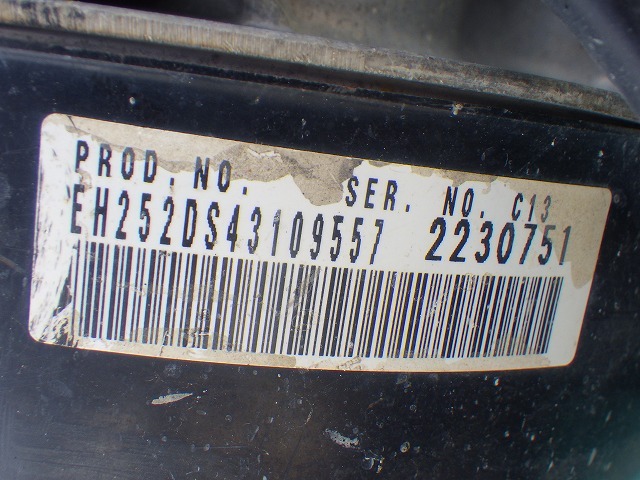 PROD. NO. SER. NO. C13
EH252DS43109557 2230751